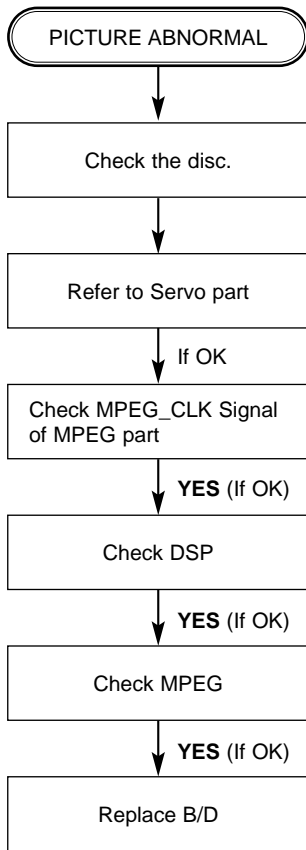 PICTURE ABNORMAL
Check the disc.
Refer to Servo part
If OK
Check MPEG_CLK Signal
of MPEG part
YES (If OK)
Check DSP
YES (If OK)
Check MPEG
YES (If OK)
Replace B/D